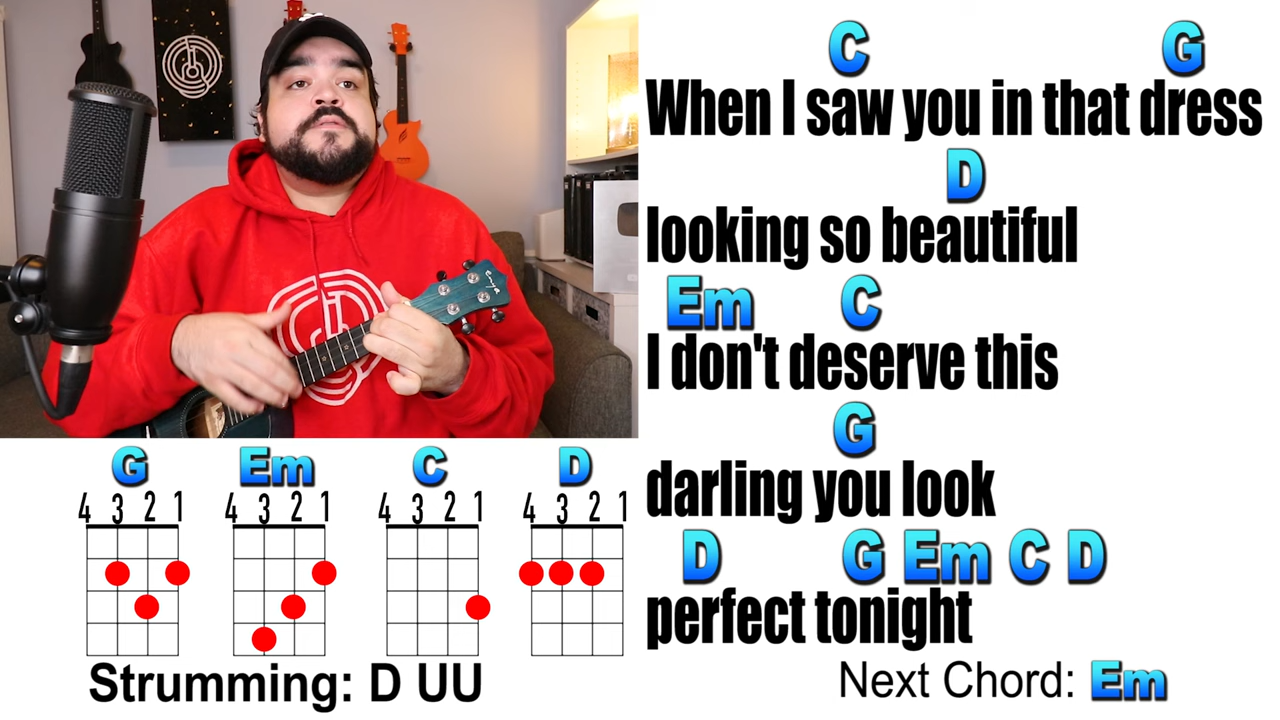 C G
When I saw you in that dress
D
looking so beautiful
Em C
I don't deserve this
G
darling you look
D G Em C D
perfect tonight
Next Chord: Em
G Em C D
4 3 2 1 4 3 2 1 4 3 2 1 4 3 2 1
Strumming: D UU